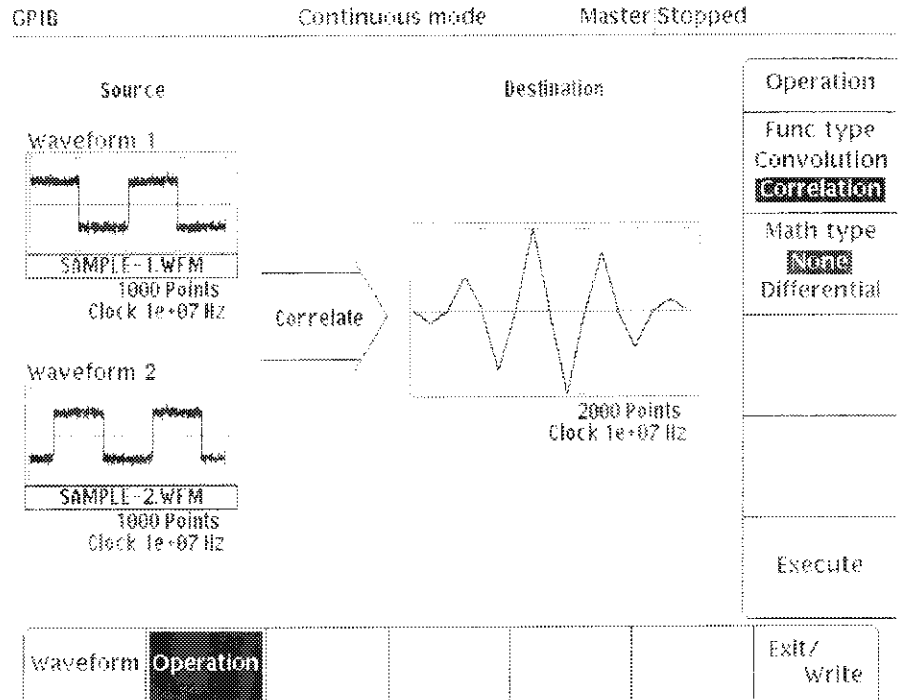 GPIB Continuous mode Master Stopped
Source
Destination
Waveform 1
SAMPLE-1.WFM
1000 Points
Clock 1e+07 Hz
Correlate
Waveform 2
SAMPLE-2.WFM
1000 Points
Clock 1e+07 Hz
2000 Points
Clock 1e+07 Hz
Operation
Func type
Convolution
Correlation
Math type
None
Differential
Execute
Waveform
Operation
Exit/
Write